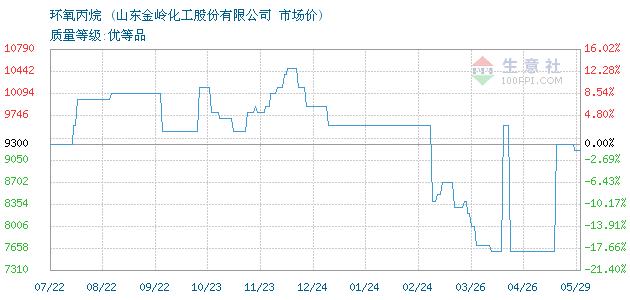 环氧丙烷 (山东金岭化工股份有限公司 市场价)
质量等级:优等品
10790 16.02%
10442 12.28%
10094 8.54%
9746 4.80%
9300 0.00%
9050 -2.69%
8702 -6.43%
8354 -10.17%
8006 -13.91%
7658 -17.66%
7310 -21.40%
生意社
100PPI.COM
07/22 08/22 09/22 10/23 11/23 12/24 01/24 02/24 03/26 04/26 05/29